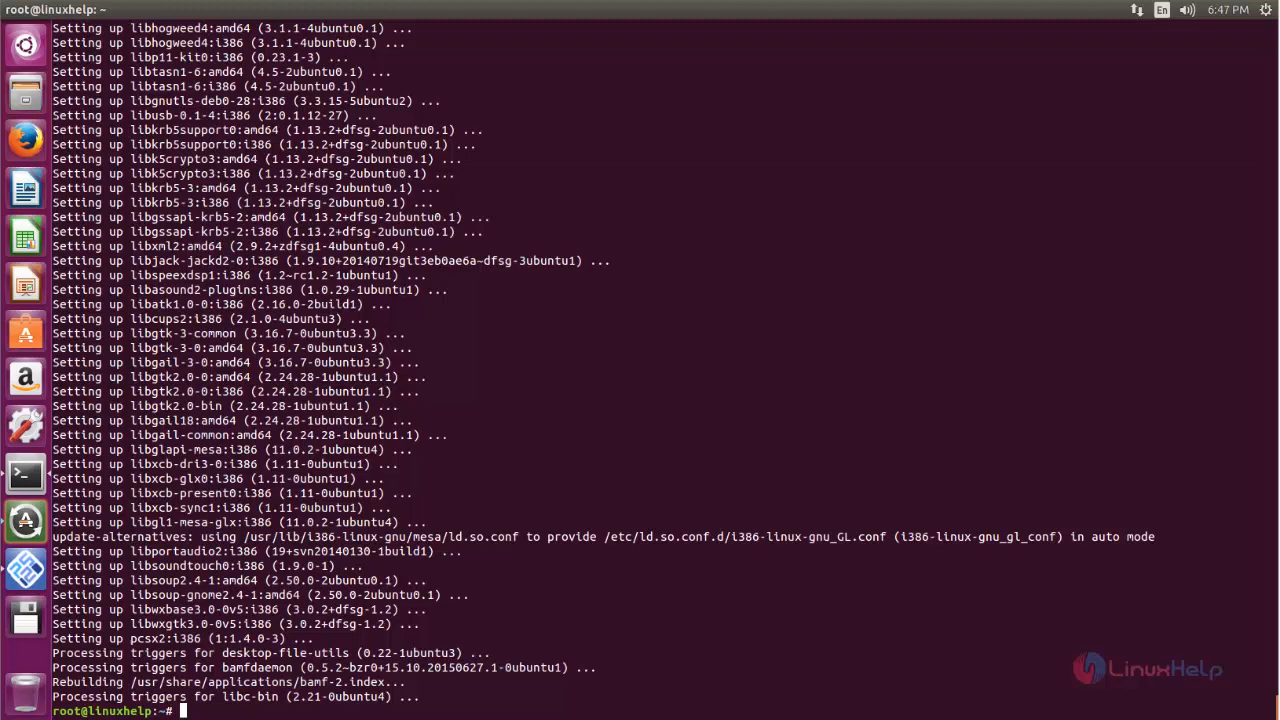 root@linuxhelp: ~
En
6:47 PM
Setting up libhogweed4:amd64 (3.1.1-4ubuntu0.1) ...
Setting up libhogweed4:i386 (3.1.1-4ubuntu0.1) ...
Setting up libp11-kit0:i386 (0.23.1-3) ...
Setting up libtasn1-6:amd64 (4.5-2ubuntu0.1) ...
Setting up libtasn1-6:i386 (4.5-2ubuntu0.1) ...
Setting up libgnutls-deb0-28:i386 (3.3.15-5ubuntu2) ...
Setting up libusb-0.1-4:i386 (2:0.1.12-27) ...
Setting up libkrb5support0:amd64 (1.13.2+dfsg-2ubuntu0.1) ...
Setting up libkrb5support0:i386 (1.13.2+dfsg-2ubuntu0.1) ...
Setting up libk5crypto3:amd64 (1.13.2+dfsg-2ubuntu0.1) ...
Setting up libk5crypto3:i386 (1.13.2+dfsg-2ubuntu0.1) ...
Setting up libkrb5-3:amd64 (1.13.2+dfsg-2ubuntu0.1) ...
Setting up libkrb5-3:i386 (1.13.2+dfsg-2ubuntu0.1) ...
Setting up libgssapi-krb5-2:amd64 (1.13.2+dfsg-2ubuntu0.1) ...
Setting up libgssapi-krb5-2:i386 (1.13.2+dfsg-2ubuntu0.1) ...
Setting up libxml2:amd64 (2.9.2+zdfsg1-4ubuntu0.4) ...
Setting up libjack-jackd2-0:i386 (1.9.10+20140719git3eb0ae6a~dfsg-3ubuntu1) ...
Setting up libspeexdsp1:i386 (1.2~rc1.2-1ubuntu1) ...
Setting up libasound2-plugins:i386 (1.0.29-1ubuntu1) ...
Setting up libatk1.0-0:i386 (2.16.0-2build1) ...
Setting up libcups2:i386 (2.1.0-4ubuntu3) ...
Setting up libgtk-3-common (3.16.7-0ubuntu3.3) ...
Setting up libgtk-3-0:amd64 (3.16.7-0ubuntu3.3) ...
Setting up libgail-3-0:amd64 (3.16.7-0ubuntu3.3) ...
Setting up libgtk2.0-0:amd64 (2.24.28-1ubuntu1.1) ...
Setting up libgtk2.0-0:i386 (2.24.28-1ubuntu1.1) ...
Setting up libgtk2.0-bin (2.24.28-1ubuntu1.1) ...
Setting up libgail18:amd64 (2.24.28-1ubuntu1.1) ...
Setting up libgail-common:amd64 (2.24.28-1ubuntu1.1) ...
Setting up libglapi-mesa:i386 (11.0.2-1ubuntu4) ...
Setting up libxcb-dri3-0:i386 (1.11-0ubuntu1) ...
Setting up libxcb-glx0:i386 (1.11-0ubuntu1) ...
Setting up libxcb-present0:i386 (1.11-0ubuntu1) ...
Setting up libxcb-sync1:i386 (1.11-0ubuntu1) ...
Setting up libgl1-mesa-glx:i386 (11.0.2-1ubuntu4) ...
update-alternatives: using /usr/lib/i386-linux-gnu/mesa/ld.so.conf to provide /etc/ld.so.conf.d/i386-linux-gnu_GL.conf (i386-linux-gnu_gl_conf) in auto mode
Setting up libportaudio2:i386 (19+svn20140130-1build1) ...
Setting up libsoundtouch0:i386 (1.9.0-1) ...
Setting up libsoup2.4-1:amd64 (2.50.0-2ubuntu0.1) ...
Setting up libsoup-gnome2.4-1:amd64 (2.50.0-2ubuntu0.1) ...
Setting up libwxbase3.0-0v5:i386 (3.0.2+dfsg-1.2) ...
Setting up libwxgtk3.0-0v5:i386 (3.0.2+dfsg-1.2) ...
Setting up pcsx2:i386 (1:1.4.0-3) ...
Processing triggers for desktop-file-utils (0.22-1ubuntu3) ...
Processing triggers for bamfdaemon (0.5.2~bzr0+15.10.20150627.1-0ubuntu1) ...
Rebuilding /usr/share/applications/bamf-2.index...
Processing triggers for libc-bin (2.21-0ubuntu4) ...
root@linuxhelp:~#
LinuxHelp